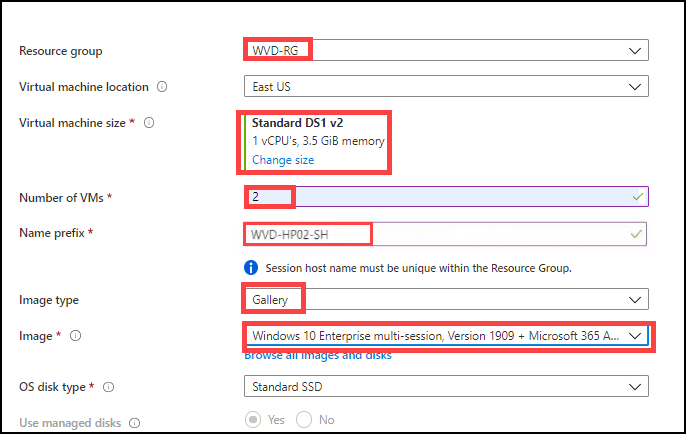 Resource group
WVD-RG
Virtual machine location
East US
Virtual machine size *
Standard DS1 v2
1 vCPU's, 3.5 GiB memory
Change size
Number of VMs *
2
Name prefix *
WVD-HP02-SH
Session host name must be unique within the Resource Group.
Image type
Gallery
Image *
Windows 10 Enterprise multi-session, Version 1909 + Microsoft 365 A...
Browse all images and disks
OS disk type *
Standard SSD
Use managed disks
Yes
No